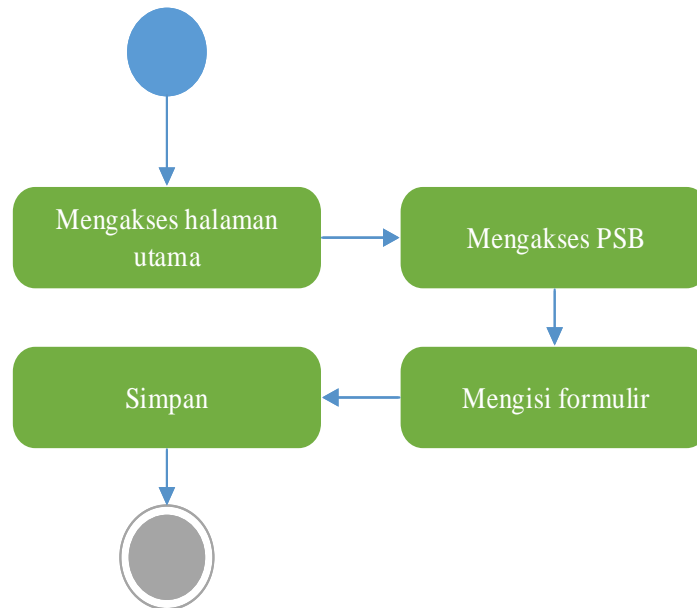 Mengakses halaman
utama
Mengakses PSB
Simpan
Mengisi formulir